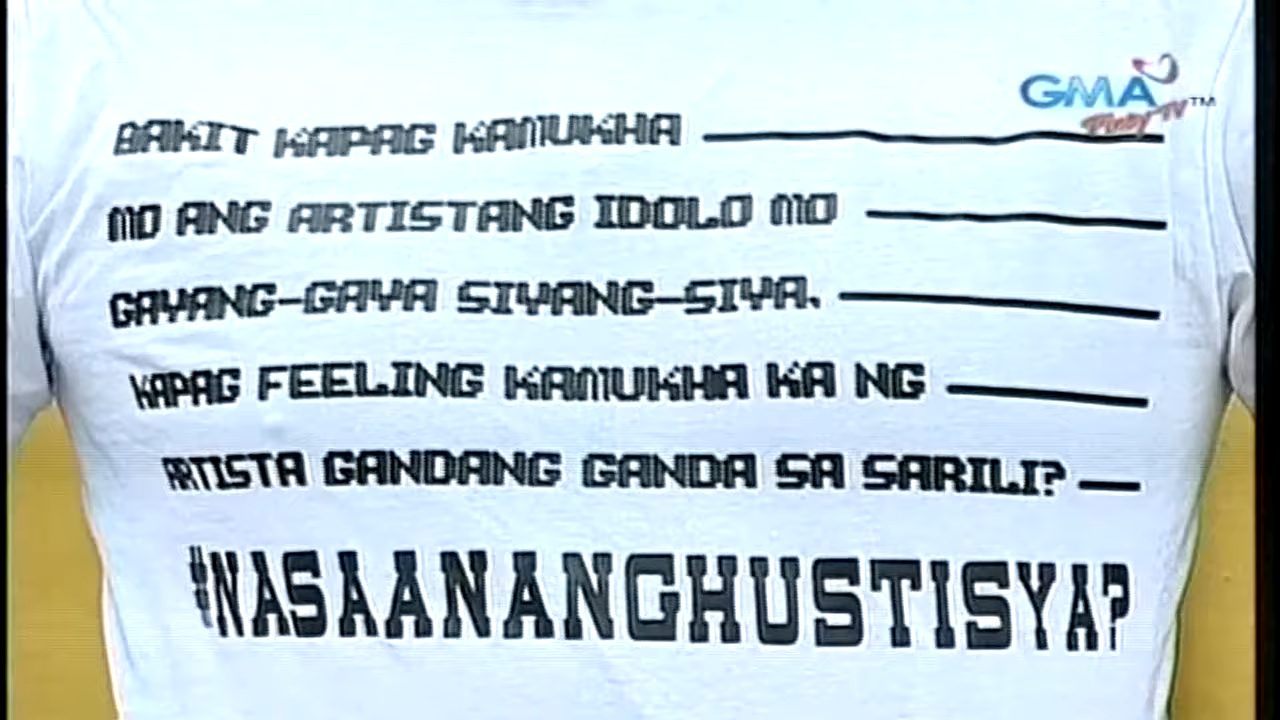 GMA
Pinoy TV™
BAKIT KAPAG KAMUKHA
MO ANG ARTISTANG IDOLO MO
GAYANG-GAYA SIYANG-SIYA.
KAPAG FEELING KAMUKHA KA NG
ARTISTA GANDANG GANDA SA SARILI?
#NASAANANGHUSTISYA?